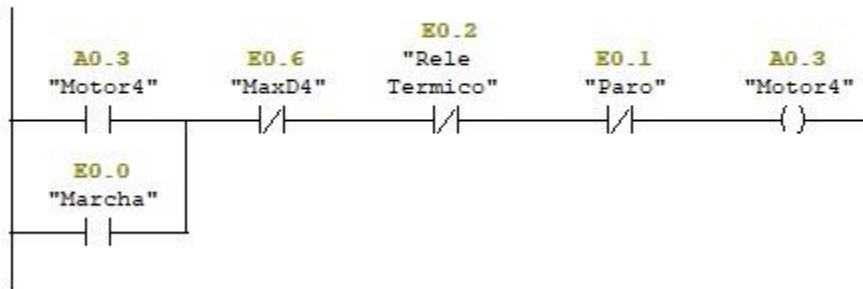 A0.3
"Motor4"
E0.6
"MaxD4"
E0.2
"Rele
Termico"
E0.1
"Paro"
A0.3
"Motor4"
E0.0
"Marcha"